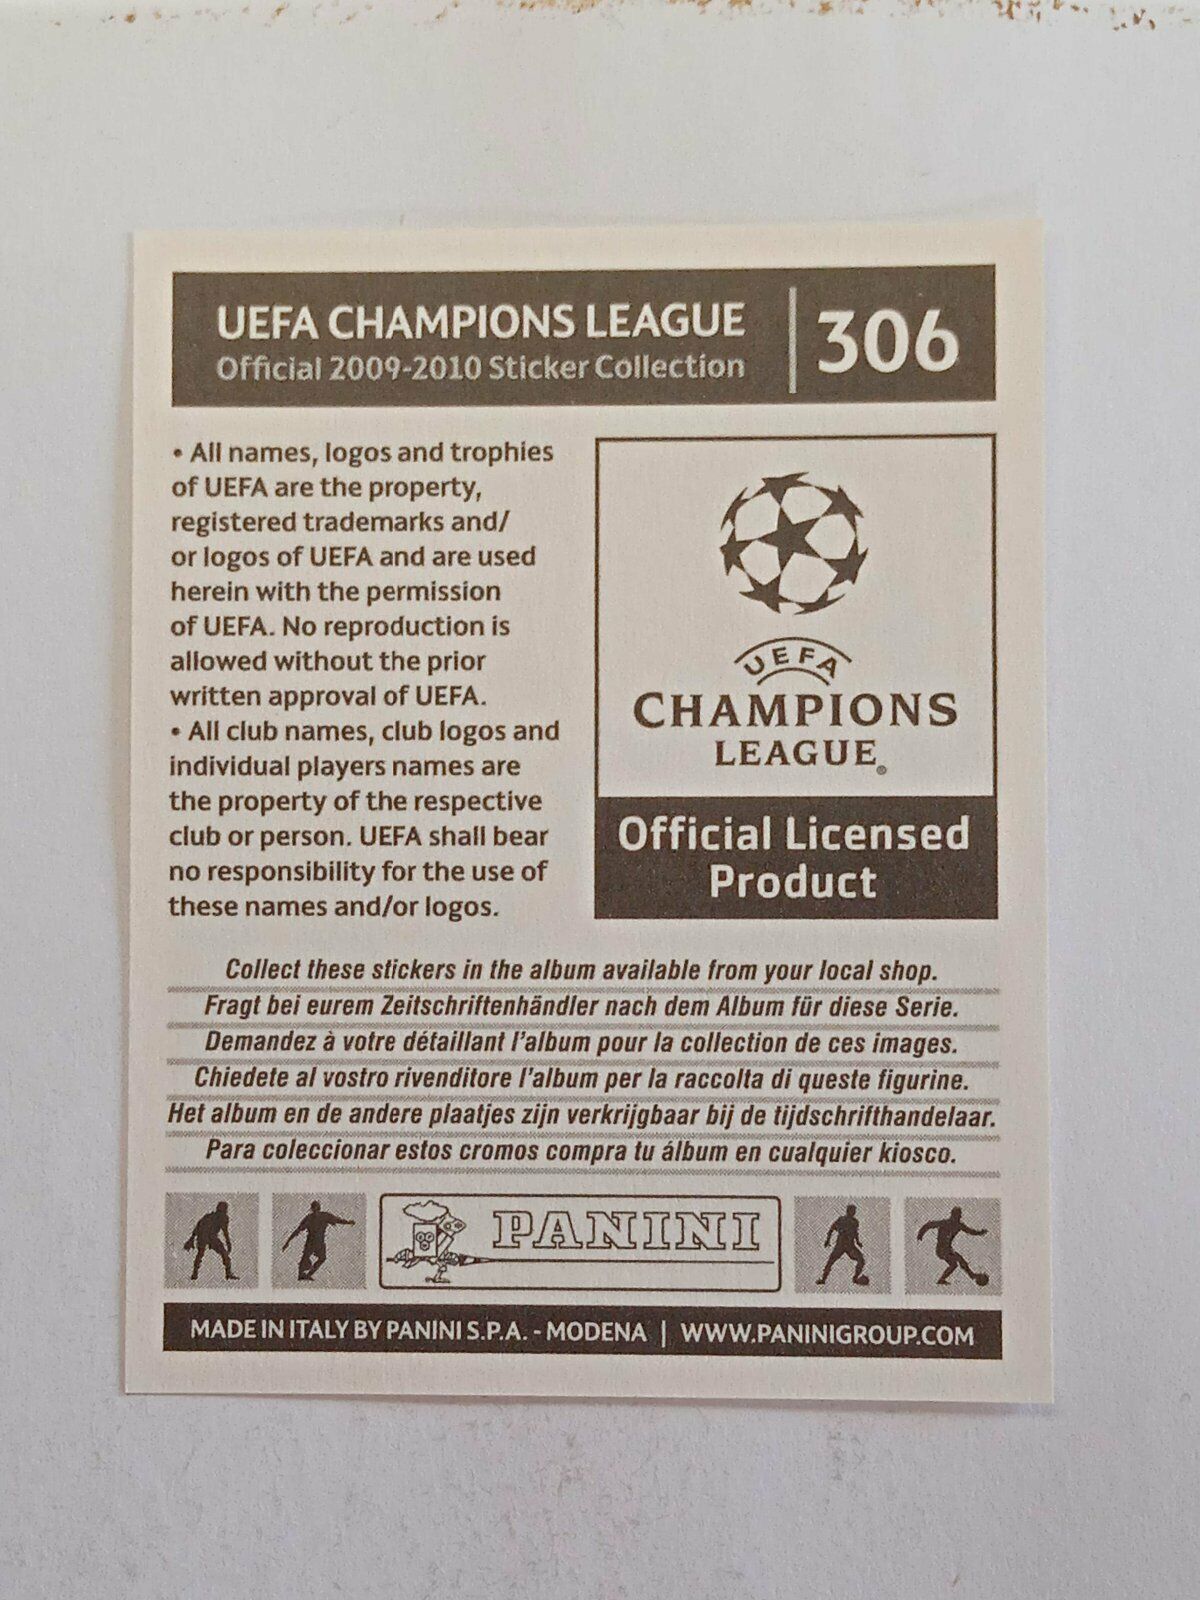 UEFA CHAMPIONS LEAGUE
Official 2009-2010 Sticker Collection
306
• All names, logos and trophies
of UEFA are the property,
registered trademarks and/
or logos of UEFA and are used
herein with the permission
of UEFA. No reproduction is
allowed without the prior
written approval of UEFA.
• All club names, club logos and
individual players names are
the property of the respective
club or person. UEFA shall bear
no responsibility for the use of
these names and/or logos.
UEFA
CHAMPIONS
LEAGUE®
Official Licensed
Product
Collect these stickers in the album available from your local shop.
Fragt bei eurem Zeitschriftenhändler nach dem Album für diese Serie.
Demandez à votre détaillant l'album pour la collection de ces images.
Chiedete al vostro rivenditore l'album per la raccolta di queste figurine.
Het album en de andere plaatjes zijn verkrijgbaar bij de tijdschrifthandelaar.
Para coleccionar estos cromos compra tu álbum en cualquier kiosco.
PANINI
MADE IN ITALY BY PANINI S.P.A. - MODENA | WWW.PANINIGROUP.COM